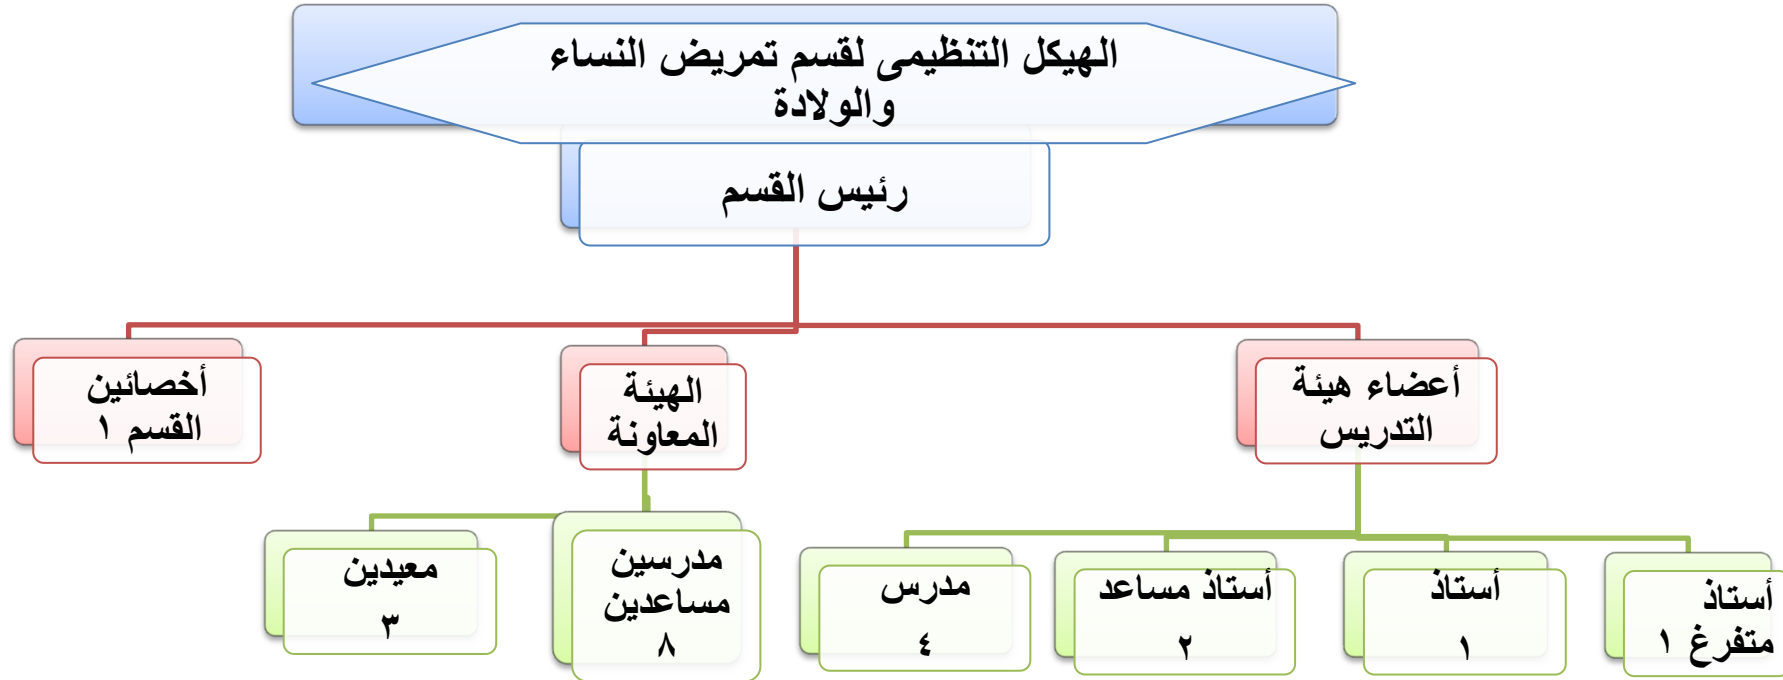 الهيكل التنظيمى لقسم تمريض النساء
والولادة
رئيس القسم
أعضاء هيئة
التدريس
الهيئة
المعاونة
أخصائين
القسم ١
أستاذ
متفرغ ١
أستاذ
١
أستاذ مساعد
٢
مدرس
٤
مدرسين
مساعدين
٨
معيدين
٣